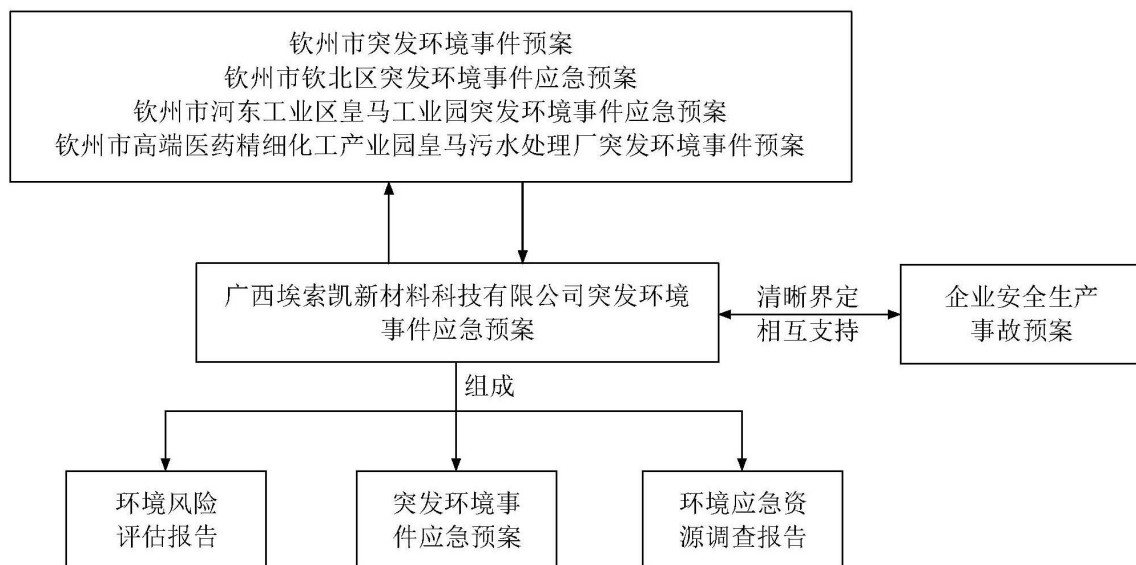 钦州市突发环境事件预案
钦州市钦北区突发环境事件应急预案
钦州市河东工业区皇马工业园突发环境事件应急预案
钦州市高端医药精细化工产业园皇马污水处理厂突发环境事件预案
广西埃索凯新材料科技有限公司突发环境
事件应急预案
清晰界定
相互支持
企业安全生产
事故预案
组成
环境风险
评估报告
突发环境事
件应急预案
环境应急资
源调查报告